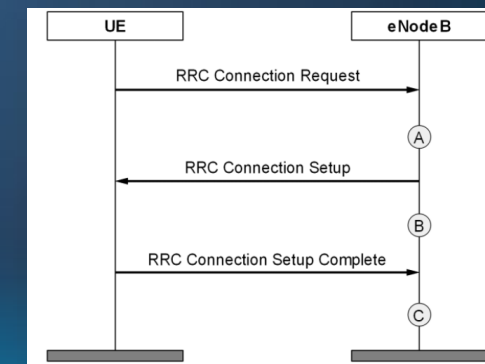 UE eNodeB
RRC Connection Request
A
RRC Connection Setup
B
RRC Connection Setup Complete
C